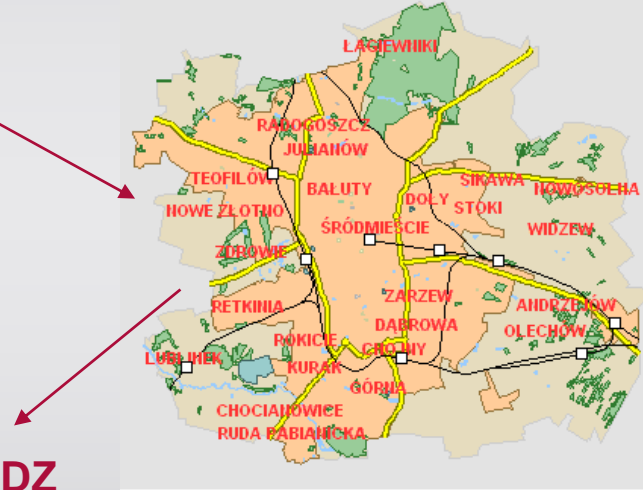 ŁAGIEWNIKI
RADOGOSZCZ
JULIANÓW
TEOFILÓW
SIKAWA
NOWOSOLNA
BAŁUTY
DOŁY
STOKI
NOWE ZŁOTNO
ŚRÓDMIEŚCIE
WIDZEW
ZDROWIE
RETKINIA
ZARZEW
ANDRZEJÓW
DĄBROWA
OLECHÓW
ROKICIE
CHOJNY
LUBLINEK
KURAK
GÓRNA
CHOCIANOWICE
RUDA PABIANICKA
DZ